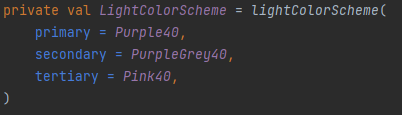 private val LightColorScheme = lightColorScheme(
    primary = Purple40,
    secondary = PurpleGrey40,
    tertiary = Pink40,
)